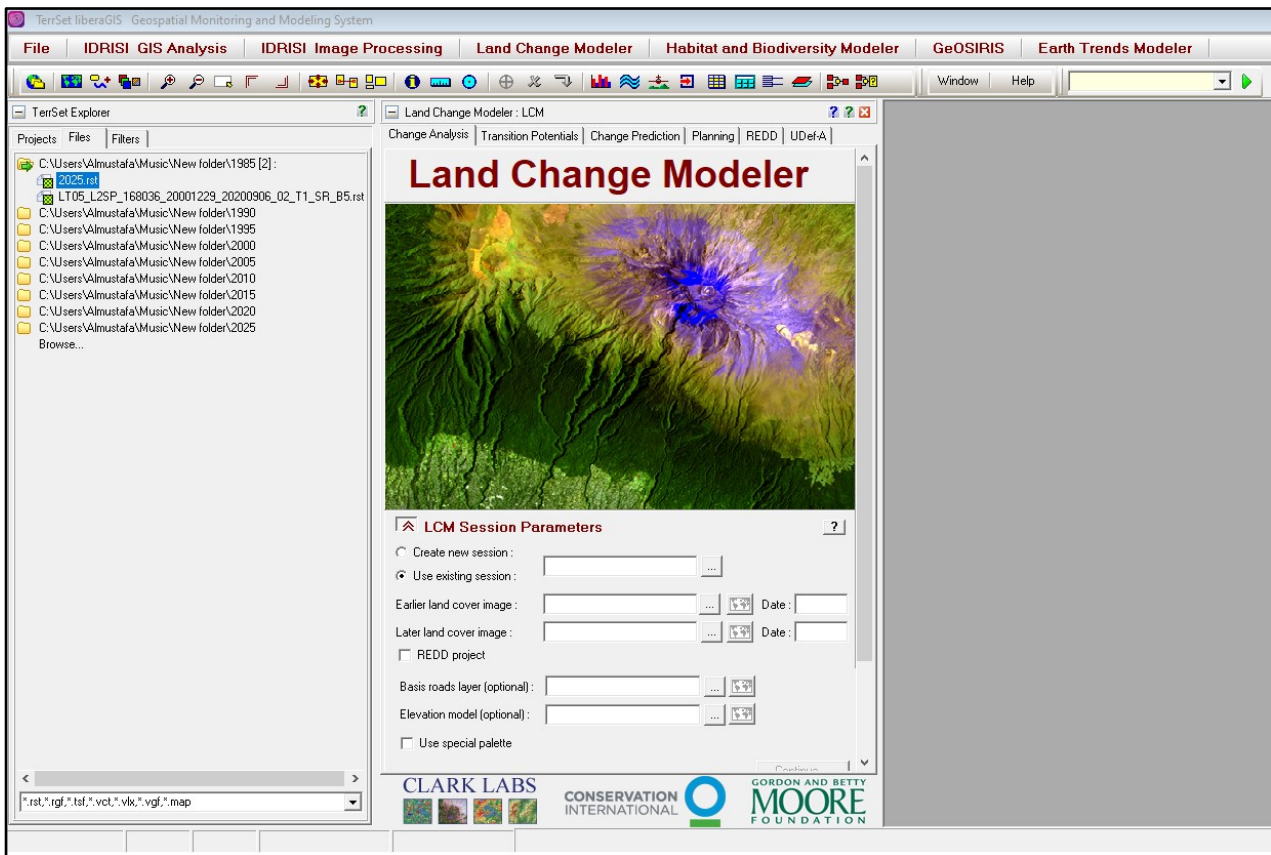 TerrSet liberaGIS Geospatial Monitoring and Modeling System
File IDRISI GIS Analysis IDRISI Image Processing Land Change Modeler Habitat and Biodiversity Modeler GeOSIRIS Earth Trends Modeler
Window Help
TerrSet Explorer
Projects Files Filters
C:\Users\Almustafa\Music\New folder\1985 [2] :
2025.rst
LT05_L2SP_168036_20001229_20200906_02_T1_SR_B5.rst
C:\Users\Almustafa\Music\New folder\1990
C:\Users\Almustafa\Music\New folder\1995
C:\Users\Almustafa\Music\New folder\2000
C:\Users\Almustafa\Music\New folder\2005
C:\Users\Almustafa\Music\New folder\2010
C:\Users\Almustafa\Music\New folder\2015
C:\Users\Almustafa\Music\New folder\2020
C:\Users\Almustafa\Music\New folder\2025
Browse...
*.rst,*.rgf,*.tsf,*.vct,*.vlx,*.vgf,*.map
Land Change Modeler : LCM
Change Analysis Transition Potentials Change Prediction Planning REDD UDef-A
Land Change Modeler
LCM Session Parameters ?
Create new session :
...
Use existing session :
Earlier land cover image : ... Date :
Later land cover image : ... Date :
REDD project
Basis roads layer (optional) : ...
Elevation model (optional) : ...
Use special palette
Continue
CLARK LABS
CONSERVATION
INTERNATIONAL
GORDON AND BETTY
MOORE
FOUNDATION